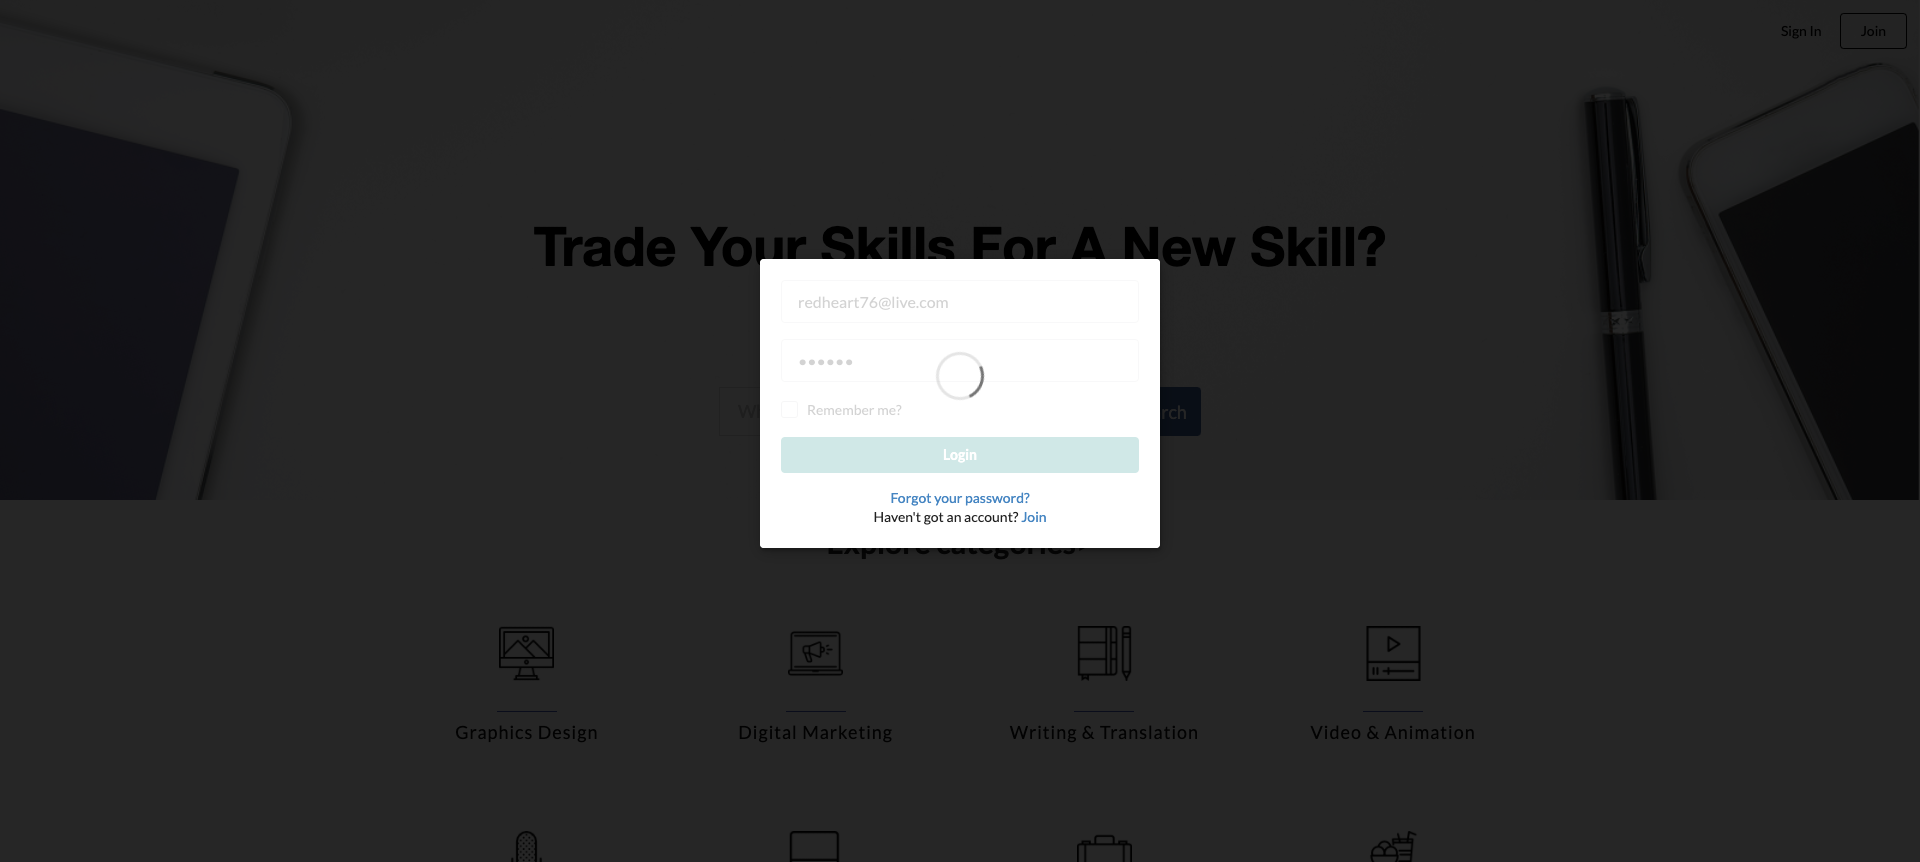 Sign In
Join
Trade Your Skills For A New Skill?
redheart76@live.com
Remember me?
Login
Forgot your password?
Haven't got an account? Join
Explore categories
Graphics Design
Digital Marketing
Writing & Translation
Video & Animation